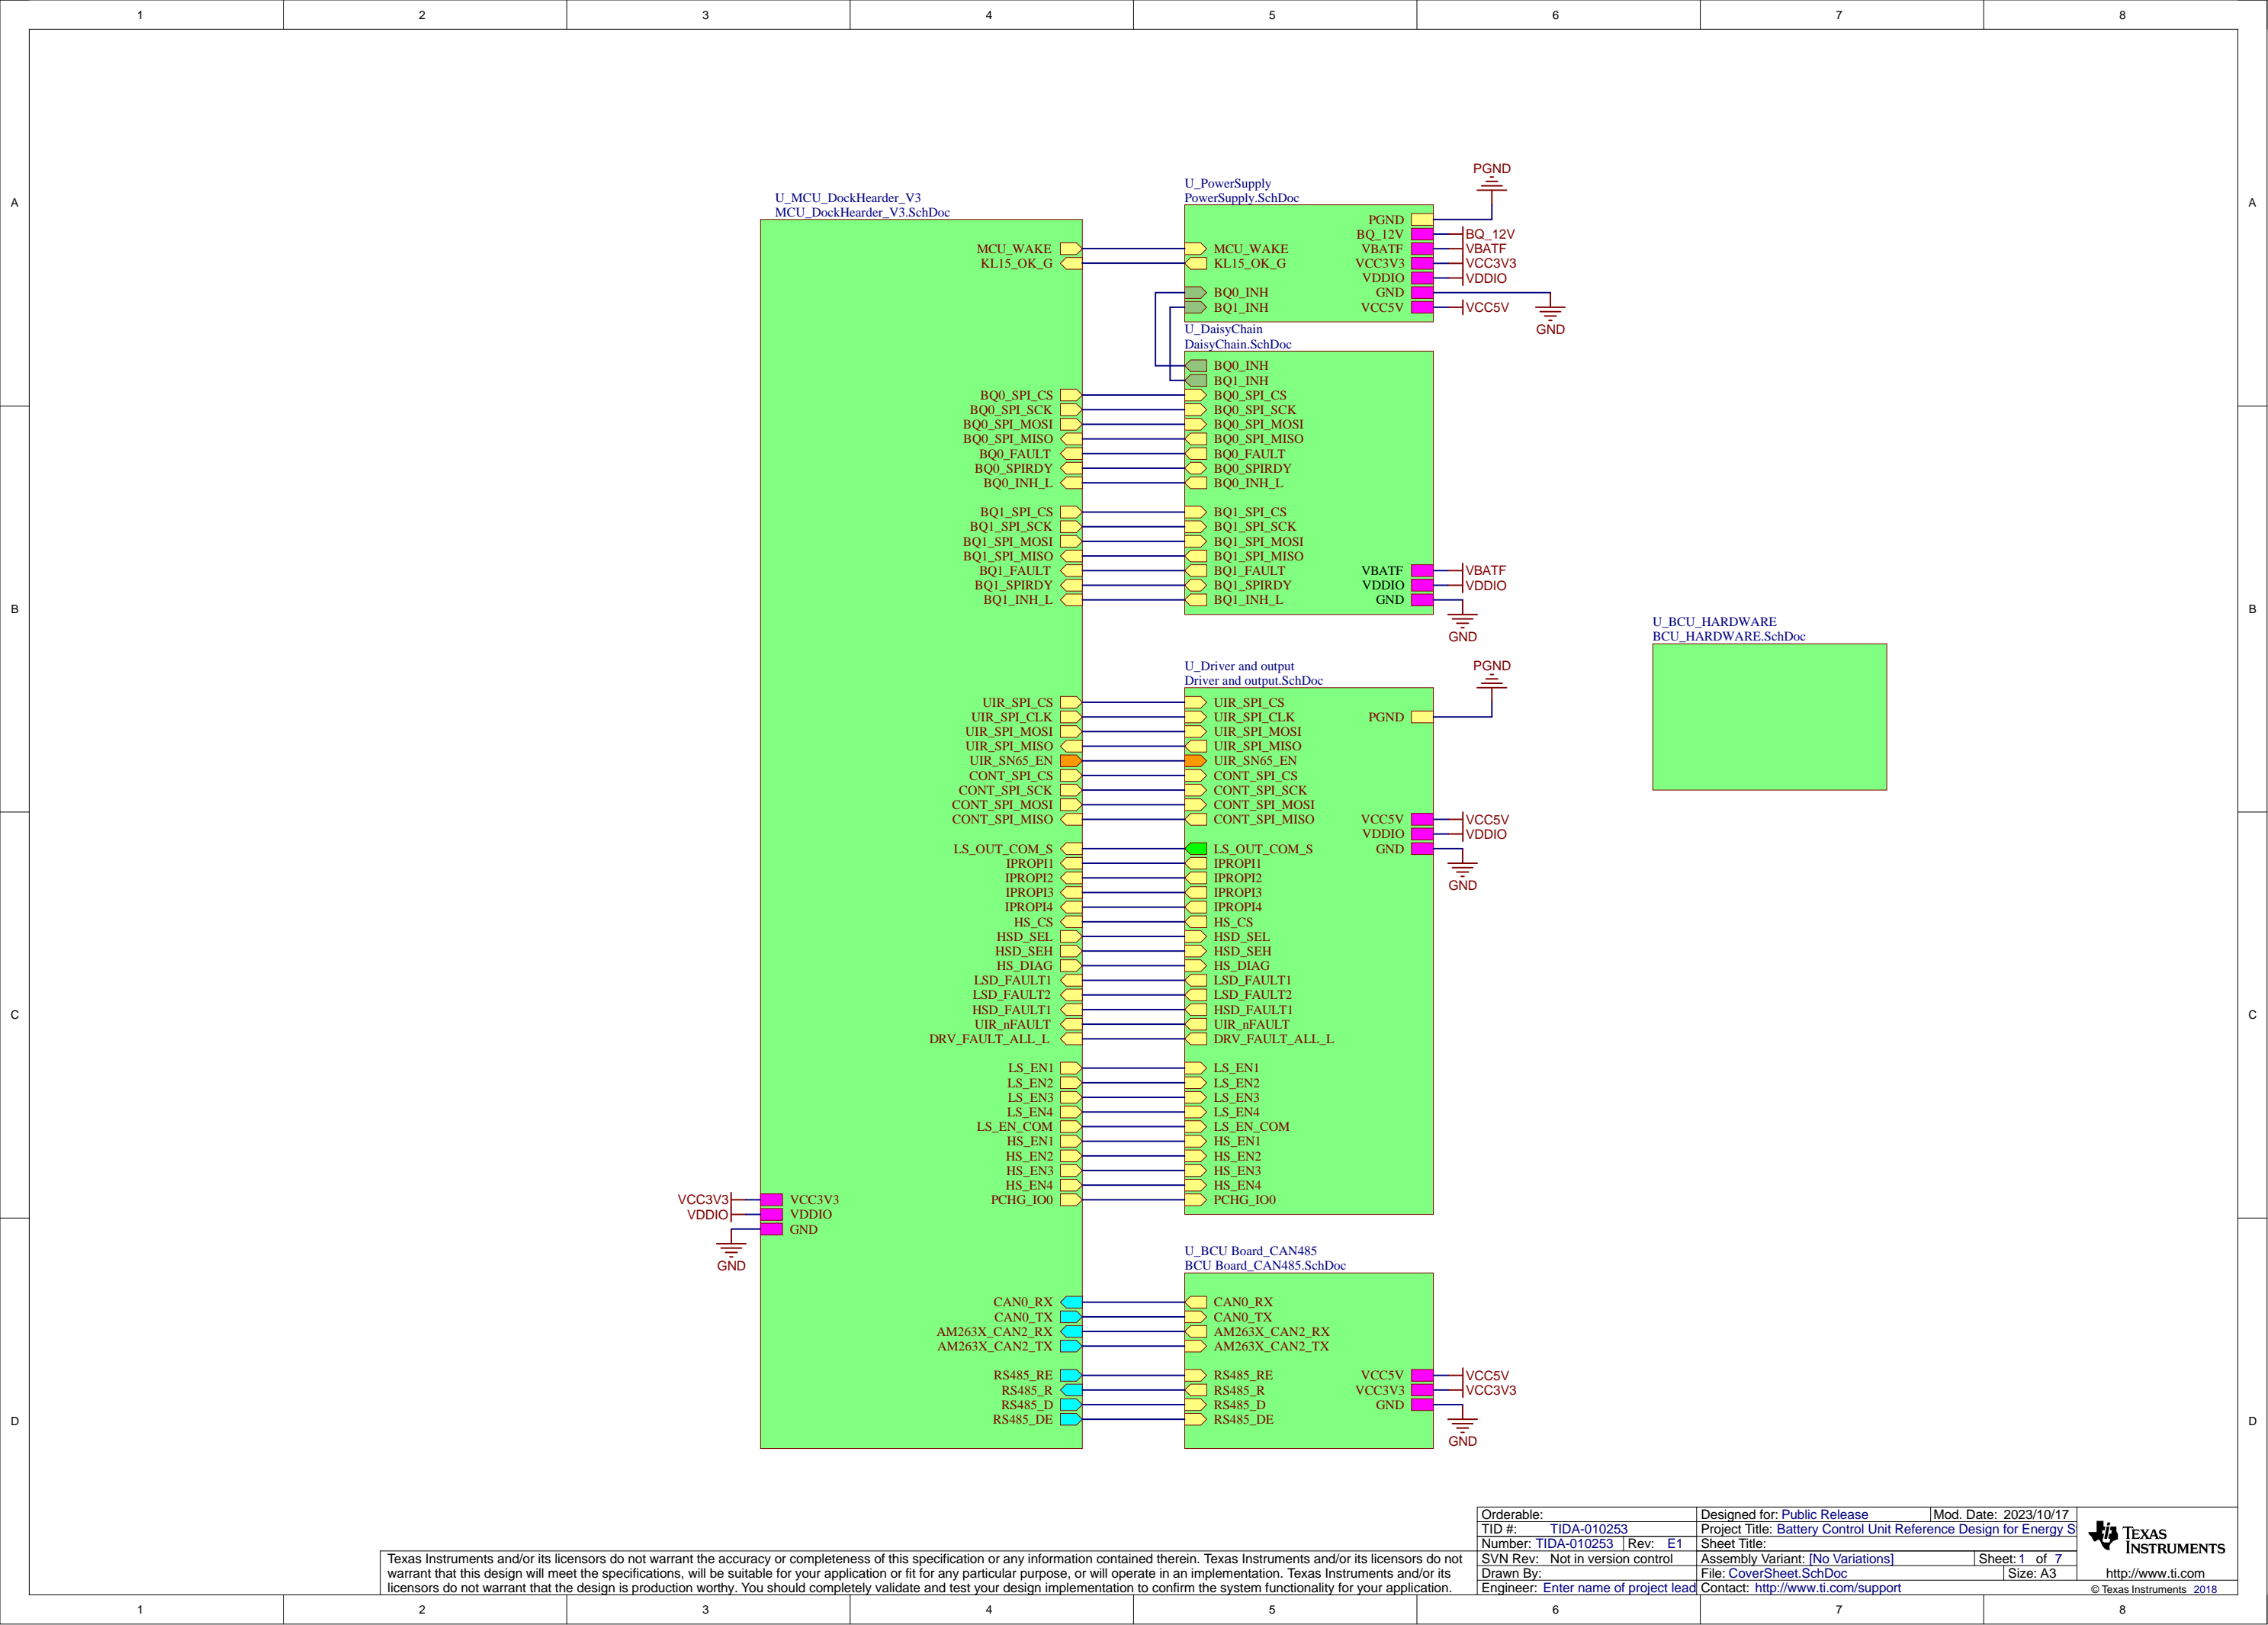 1 2 3 4 5 6 7 8
A
B
C
D
A
B
C
D
U_MCU_DockHearder_V3
MCU_DockHearder_V3.SchDoc
MCU_WAKE
KL15_OK_G
BQ0_SPI_CS
BQ0_SPI_SCK
BQ0_SPI_MOSI
BQ0_SPI_MISO
BQ0_FAULT
BQ0_SPIRDY
BQ0_INH_L
BQ1_SPI_CS
BQ1_SPI_SCK
BQ1_SPI_MOSI
BQ1_SPI_MISO
BQ1_FAULT
BQ1_SPIRDY
BQ1_INH_L
UIR_SPI_CS
UIR_SPI_CLK
UIR_SPI_MOSI
UIR_SPI_MISO
UIR_SN65_EN
CONT_SPI_CS
CONT_SPI_SCK
CONT_SPI_MOSI
CONT_SPI_MISO
LS_OUT_COM_S
IPROPI1
IPROPI2
IPROPI3
IPROPI4
HS_CS
HSD_SEL
HSD_SEH
HS_DIAG
LSD_FAULT1
LSD_FAULT2
HSD_FAULT1
UIR_nFAULT
DRV_FAULT_ALL_L
LS_EN1
LS_EN2
LS_EN3
LS_EN4
LS_EN_COM
HS_EN1
HS_EN2
HS_EN3
HS_EN4
PCHG_IO0
VCC3V3 VCC3V3
VDDIO VDDIO
GND
GND
CAN0_RX
CAN0_TX
AM263X_CAN2_RX
AM263X_CAN2_TX
RS485_RE
RS485_R
RS485_D
RS485_DE
U_PowerSupply
PowerSupply.SchDoc
MCU_WAKE
KL15_OK_G
BQ0_INH
BQ1_INH
PGND
PGND
BQ_12V BQ_12V
VBATF VBATF
VCC3V3 VCC3V3
VDDIO VDDIO
GND
VCC5V VCC5V
GND
U_DaisyChain
DaisyChain.SchDoc
BQ0_INH
BQ1_INH
BQ0_SPI_CS
BQ0_SPI_SCK
BQ0_SPI_MOSI
BQ0_SPI_MISO
BQ0_FAULT
BQ0_SPIRDY
BQ0_INH_L
BQ1_SPI_CS
BQ1_SPI_SCK
BQ1_SPI_MOSI
BQ1_SPI_MISO
BQ1_FAULT
BQ1_SPIRDY
BQ1_INH_L
VBATF VBATF
VDDIO VDDIO
GND
GND
U_BCU_HARDWARE
BCU_HARDWARE.SchDoc
U_Driver and output
Driver and output.SchDoc
UIR_SPI_CS
UIR_SPI_CLK
UIR_SPI_MOSI
UIR_SPI_MISO
UIR_SN65_EN
CONT_SPI_CS
CONT_SPI_SCK
CONT_SPI_MOSI
CONT_SPI_MISO
LS_OUT_COM_S
IPROPI1
IPROPI2
IPROPI3
IPROPI4
HS_CS
HSD_SEL
HSD_SEH
HS_DIAG
LSD_FAULT1
LSD_FAULT2
HSD_FAULT1
UIR_nFAULT
DRV_FAULT_ALL_L
LS_EN1
LS_EN2
LS_EN3
LS_EN4
LS_EN_COM
HS_EN1
HS_EN2
HS_EN3
HS_EN4
PCHG_IO0
PGND
PGND
VCC5V VCC5V
VDDIO VDDIO
GND
GND
U_BCU Board_CAN485
BCU Board_CAN485.SchDoc
CAN0_RX
CAN0_TX
AM263X_CAN2_RX
AM263X_CAN2_TX
RS485_RE
RS485_R
RS485_D
RS485_DE
VCC5V VCC5V
VCC3V3 VCC3V3
GND
GND
Texas Instruments and/or its licensors do not warrant the accuracy or completeness of this specification or any information contained therein. Texas Instruments and/or its licensors do not
warrant that this design will meet the specifications, will be suitable for your application or fit for any particular purpose, or will operate in an implementation. Texas Instruments and/or its
licensors do not warrant that the design is production worthy. You should completely validate and test your design implementation to confirm the system functionality for your application.
Orderable: Designed for: Public Release Mod. Date: 2023/10/17
TID #: TIDA-010253 Project Title: Battery Control Unit Reference Design for Energy S
Number: TIDA-010253 Rev: E1 Sheet Title:
SVN Rev: Not in version control Assembly Variant: [No Variations] Sheet: 1 of 7
Drawn By: File: CoverSheet.SchDoc Size: A3
Engineer: Enter name of project lead Contact: http://www.ti.com/support
TEXAS
INSTRUMENTS
http://www.ti.com
© Texas Instruments 2018
1 2 3 4 5 6 7 8